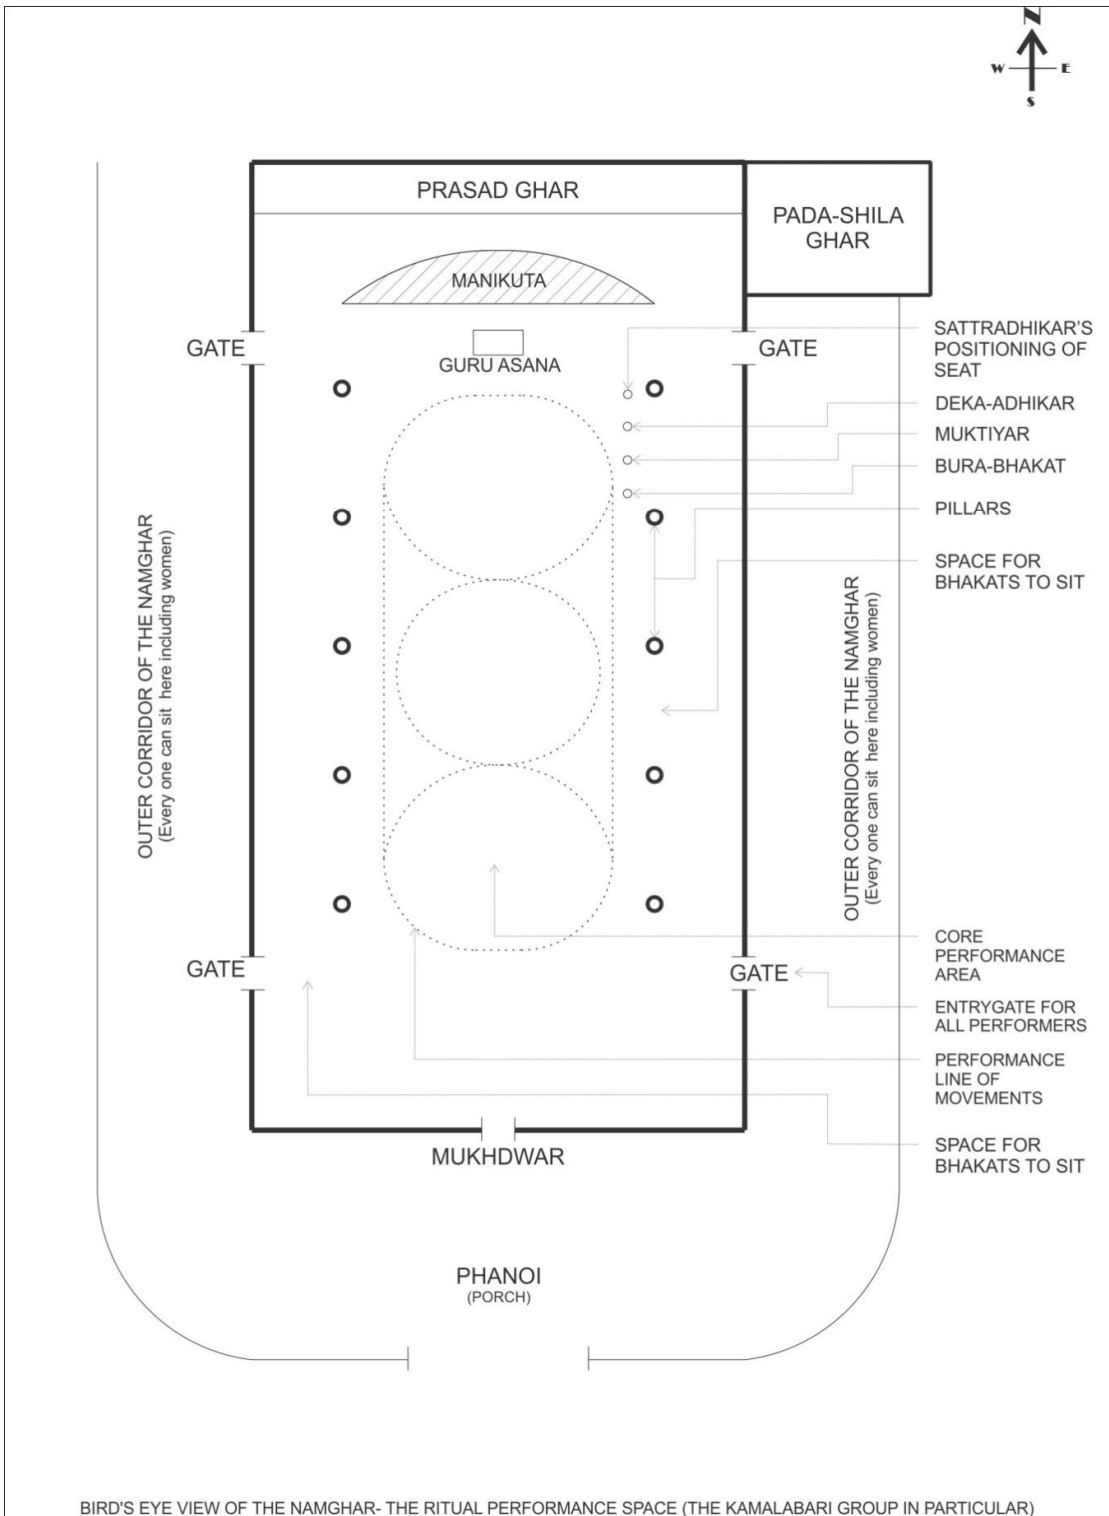 N
W E
S
PRASAD GHAR
PADA-SHILA
GHAR
MANIKUTA
GURU ASANA
GATE
GATE
SATTRADHIKAR'S
POSITIONING OF
SEAT
DEKA-ADHIKAR
MUKTIYAR
BURA-BHAKAT
PILLARS
SPACE FOR
BHAKATS TO SIT
OUTER CORRIDOR OF THE NAMGHAR
(Every one can sit here including women)
OUTER CORRIDOR OF THE NAMGHAR
(Every one can sit here including women)
GATE
GATE
CORE
PERFORMANCE
AREA
ENTRYGATE FOR
ALL PERFORMERS
PERFORMANCE
LINE OF
MOVEMENTS
SPACE FOR
BHAKATS TO SIT
MUKHDWAR
PHANOI
(PORCH)
BIRD'S EYE VIEW OF THE NAMGHAR- THE RITUAL PERFORMANCE SPACE (THE KAMALABARI GROUP IN PARTICULAR)